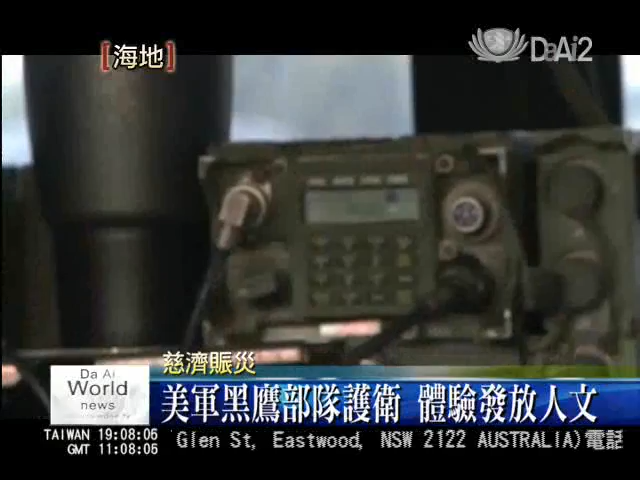 [海地]
DaAi2
慈濟賑災
Da Ai
World
news
美軍黑鷹部隊護衛 體驗發放人文
TAIWAN 19:08:06
GMT 11:08:05
Glen St, Eastwood, NSW 2122 AUSTRALIA)電話